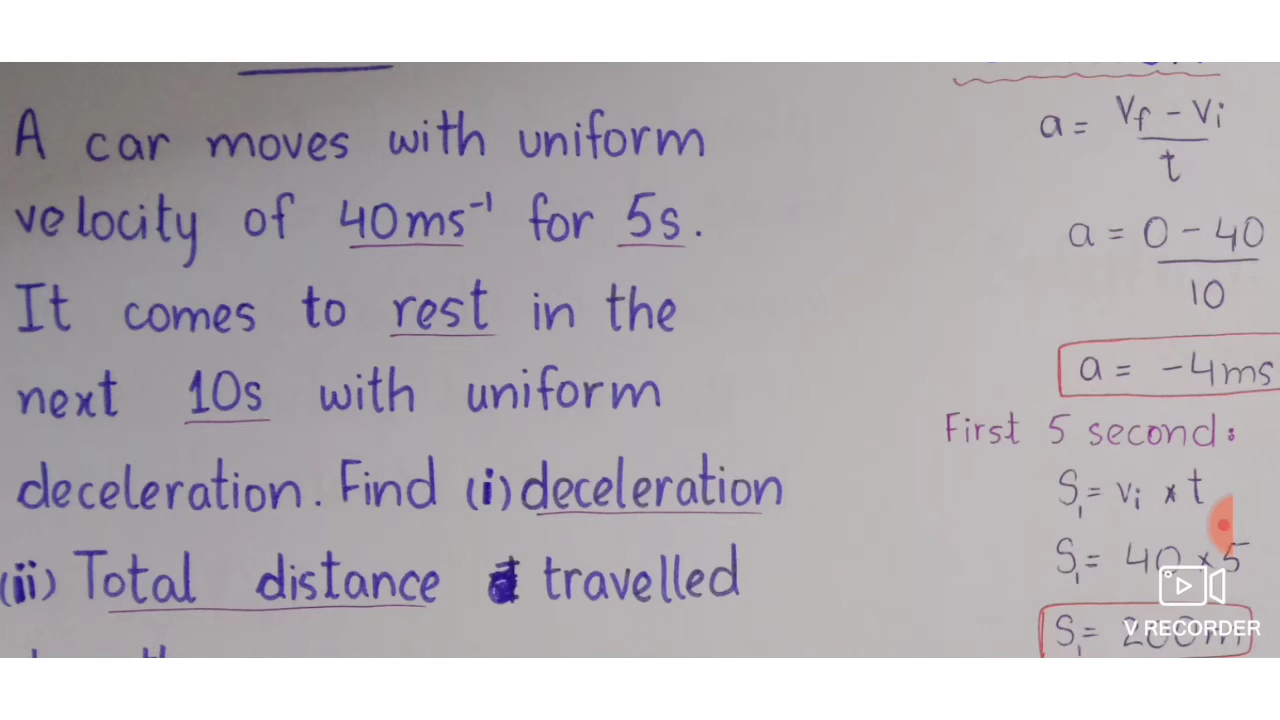 A car moves with uniform
velocity of 40ms⁻¹ for 5s.
It comes to rest in the
next 10s with uniform
deceleration. Find (i) deceleration
(ii) Total distance travelled
a = Vf - Vi
t
a = 0 - 40
10
a = -4ms
First 5 second:
S₁ = vi × t
S₁ = 40 × 5
S₁ = 200m
V RECORDER